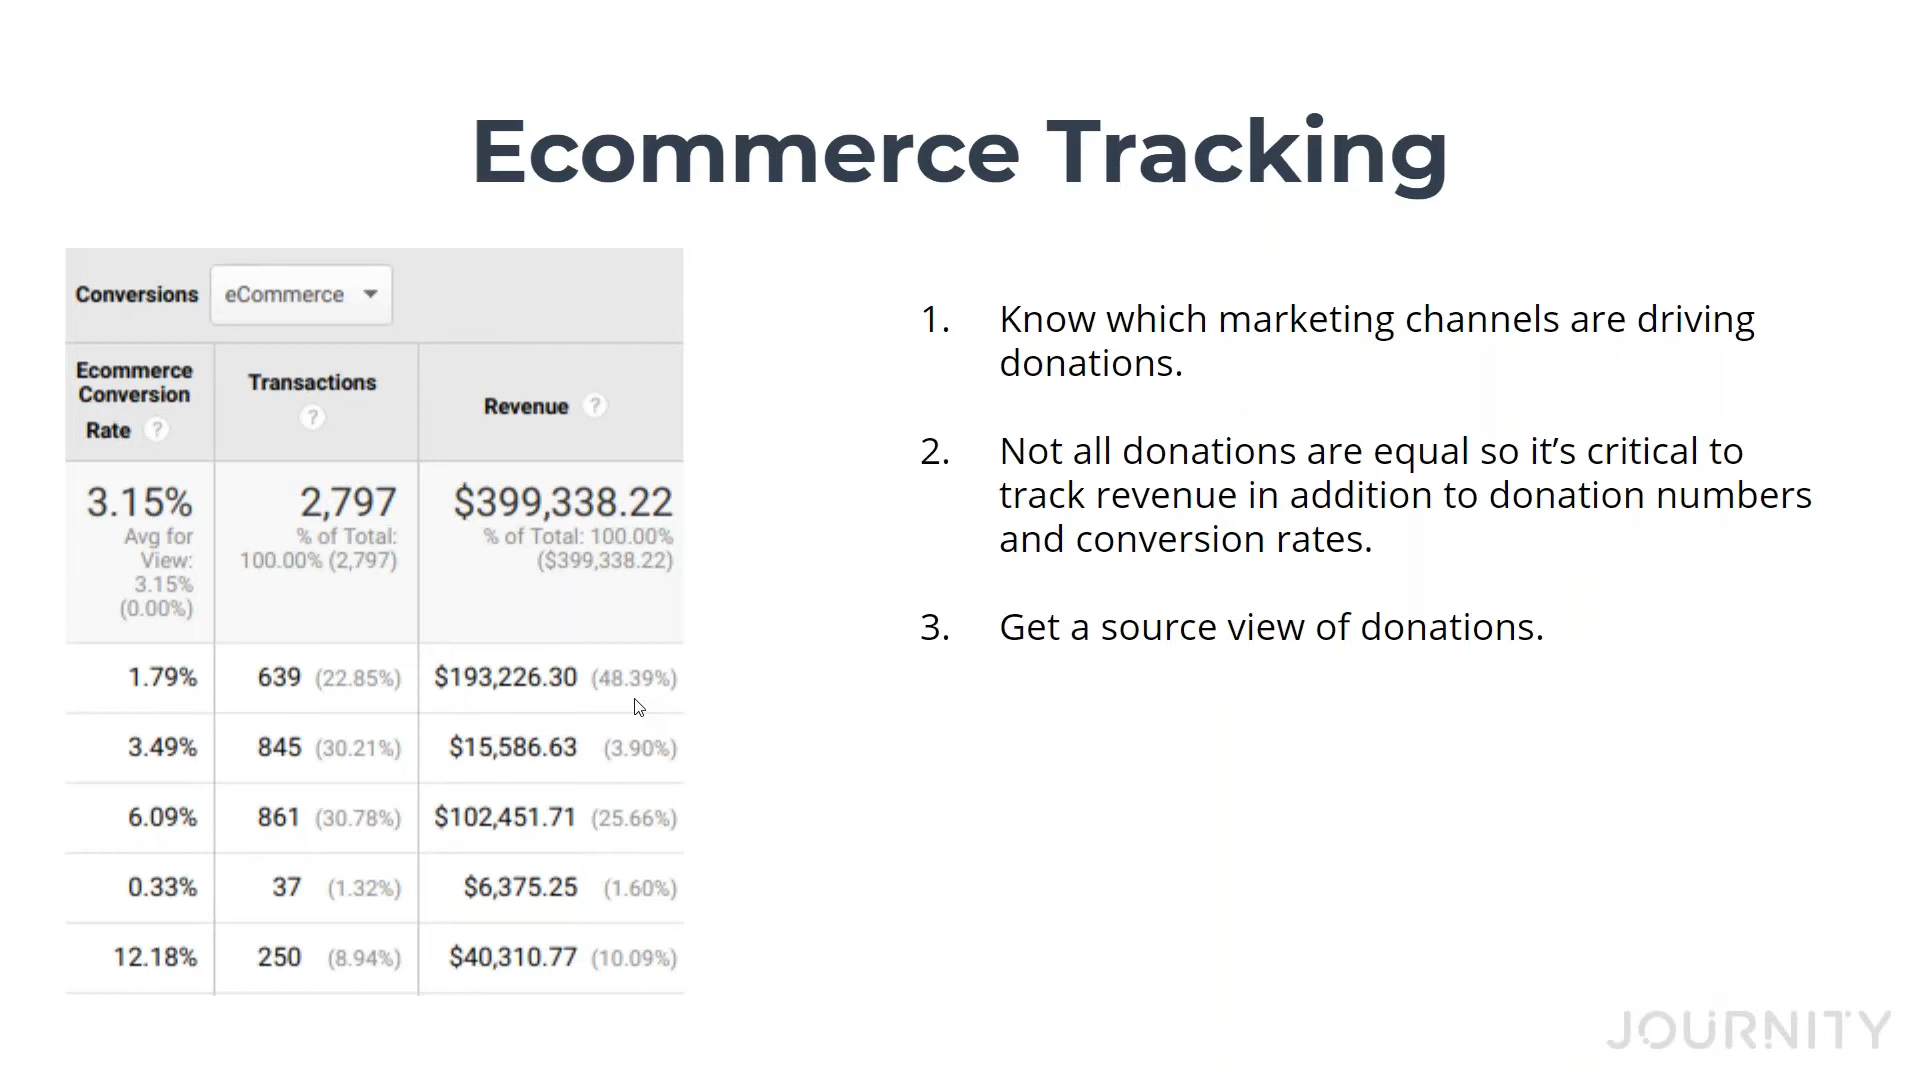 Ecommerce Tracking
Conversions eCommerce
Ecommerce
Conversion
Rate ?
Transactions
?
Revenue ?
3.15%
Avg for
View:
3.15%
(0.00%)
2,797
% of Total:
100.00% (2,797)
$399,338.22
% of Total: 100.00%
($399,338.22)
1.79% 639 (22.85%) $193,226.30 (48.39%)
3.49% 845 (30.21%) $15,586.63 (3.90%)
6.09% 861 (30.78%) $102,451.71 (25.66%)
0.33% 37 (1.32%) $6,375.25 (1.60%)
12.18% 250 (8.94%) $40,310.77 (10.09%)
1. Know which marketing channels are driving
donations.
2. Not all donations are equal so it’s critical to
track revenue in addition to donation numbers
and conversion rates.
3. Get a source view of donations.
JOURNITY